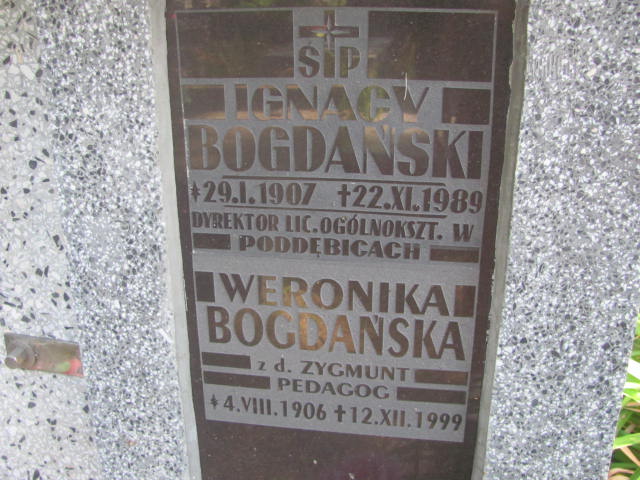 ŚP
IGNACY
BOGDAŃSKI
*29.I.1907 †22.XI.1989
DYREKTOR LIC. OGÓLNOKSZT. W
PODDĘBICACH
WERONIKA
BOGDAŃSKA
z d. ZYGMUNT
PEDAGOG
*4.VIII.1906 †12.XII.1999